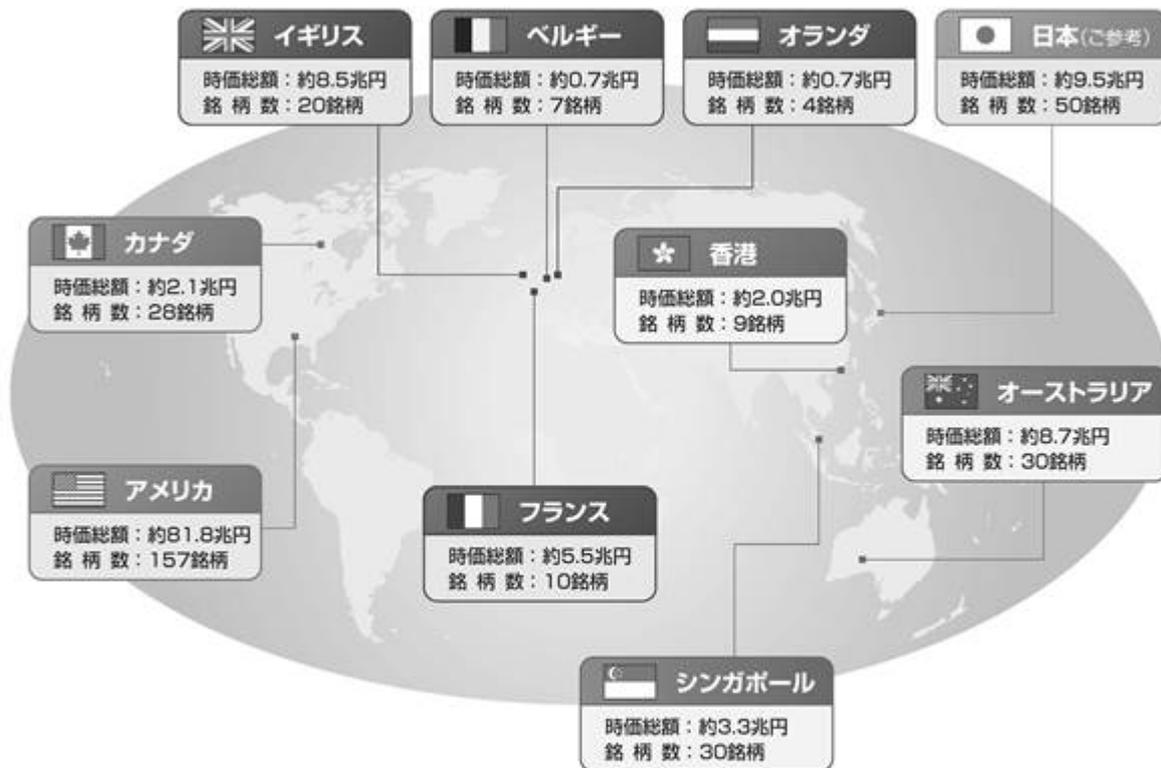 イギリス
時価総額：約8.5兆円
銘柄数：20銘柄
ベルギー
時価総額：約0.7兆円
銘柄数：7銘柄
オランダ
時価総額：約0.7兆円
銘柄数：4銘柄
日本(ご参考)
時価総額：約9.5兆円
銘柄数：50銘柄
カナダ
時価総額：約2.1兆円
銘柄数：28銘柄
香港
時価総額：約2.0兆円
銘柄数：9銘柄
オーストラリア
時価総額：約8.7兆円
銘柄数：30銘柄
アメリカ
時価総額：約81.8兆円
銘柄数：157銘柄
フランス
時価総額：約5.5兆円
銘柄数：10銘柄
シンガポール
時価総額：約3.3兆円
銘柄数：30銘柄